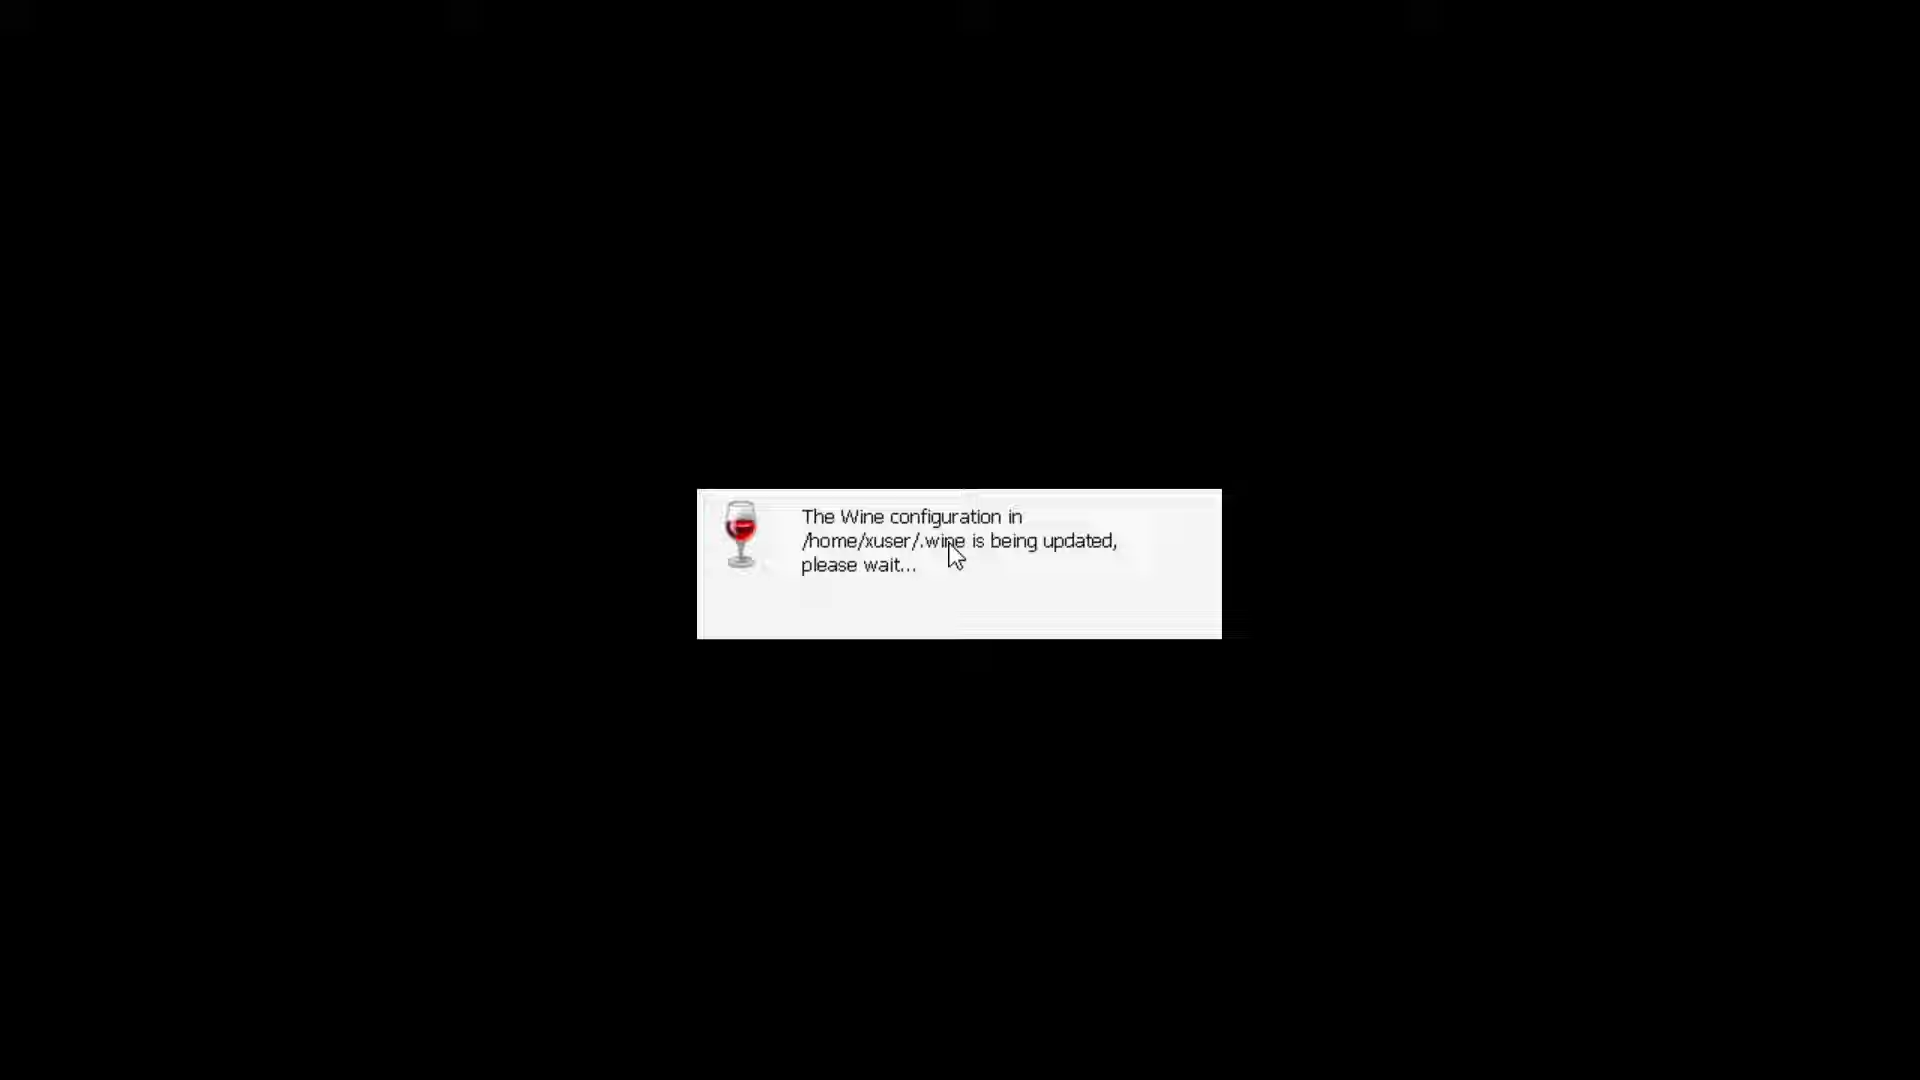 The Wine configuration in
/home/xuser/.wine is being updated,
please wait...